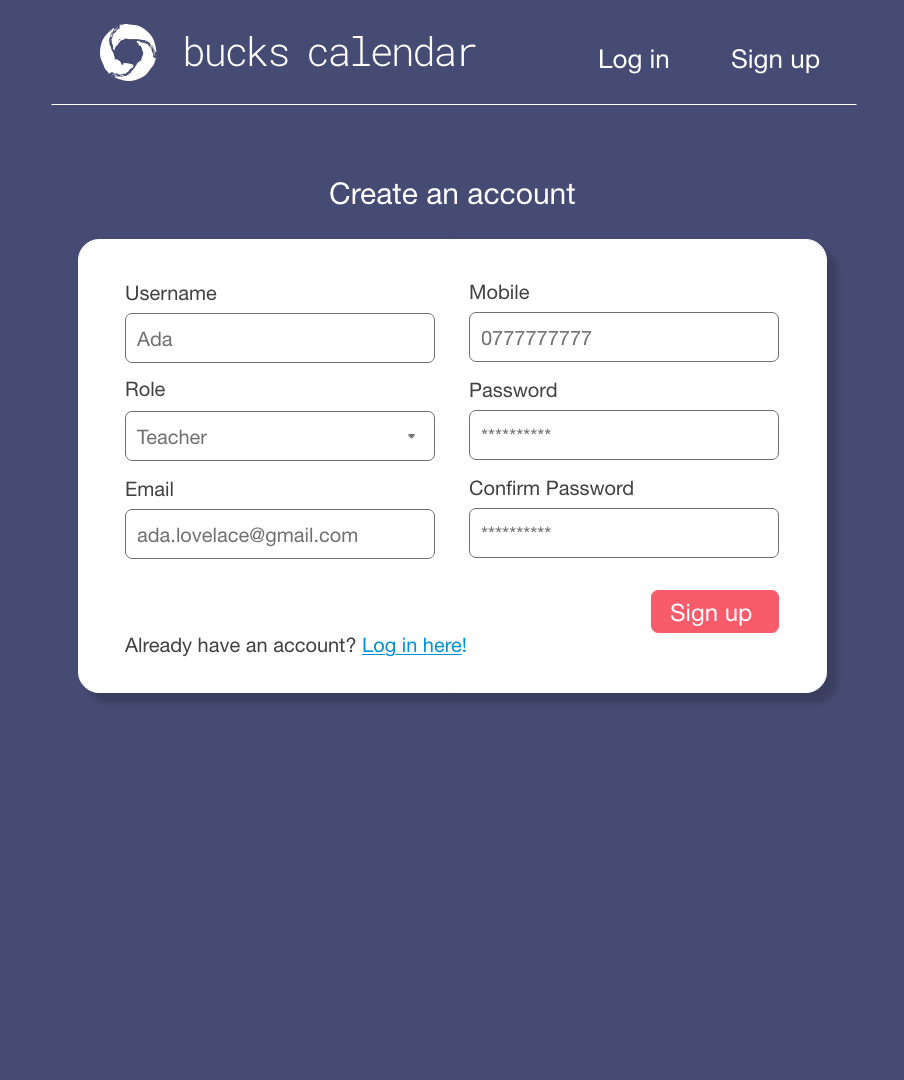 bucks calendar
Log in
Sign up
Create an account
Username
Ada
Role
Teacher
Email
ada.lovelace@gmail.com
Mobile
0777777777
Password
**********
Confirm Password
**********
Sign up
Already have an account? Log in here!